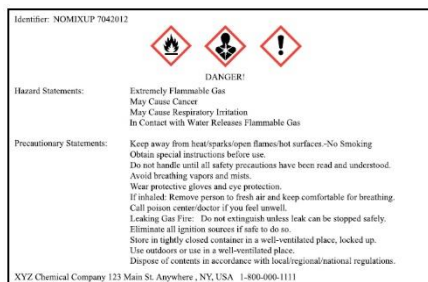 Identifier: NOMIXUP 7042012
DANGER!
Hazard Statements: Extremely Flammable Gas
May Cause Cancer
May Cause Respiratory Irritation
In Contact with Water Releases Flammable Gas
Precautionary Statements: Keep away from heat/sparks/open flames/hot surfaces.-No Smoking
Obtain special instructions before use.
Do not handle until all safety precautions have been read and understood.
Avoid breathing vapors and mists.
Wear protective gloves and eye protection.
If inhaled: Remove person to fresh air and keep comfortable for breathing.
Call poison center/doctor if you feel unwell.
Leaking Gas Fire: Do not extinguish unless leak can be stopped safely.
Eliminate all ignition sources if safe to do so.
Store in tightly closed container in a well-ventilated place, locked up.
Use outdoors or use in a well-ventilated place.
Dispose of contents in accordance with local/regional/national regulations.
XYZ Chemical Company 123 Main St. Anywhere , NY, USA 1-800-000-1111